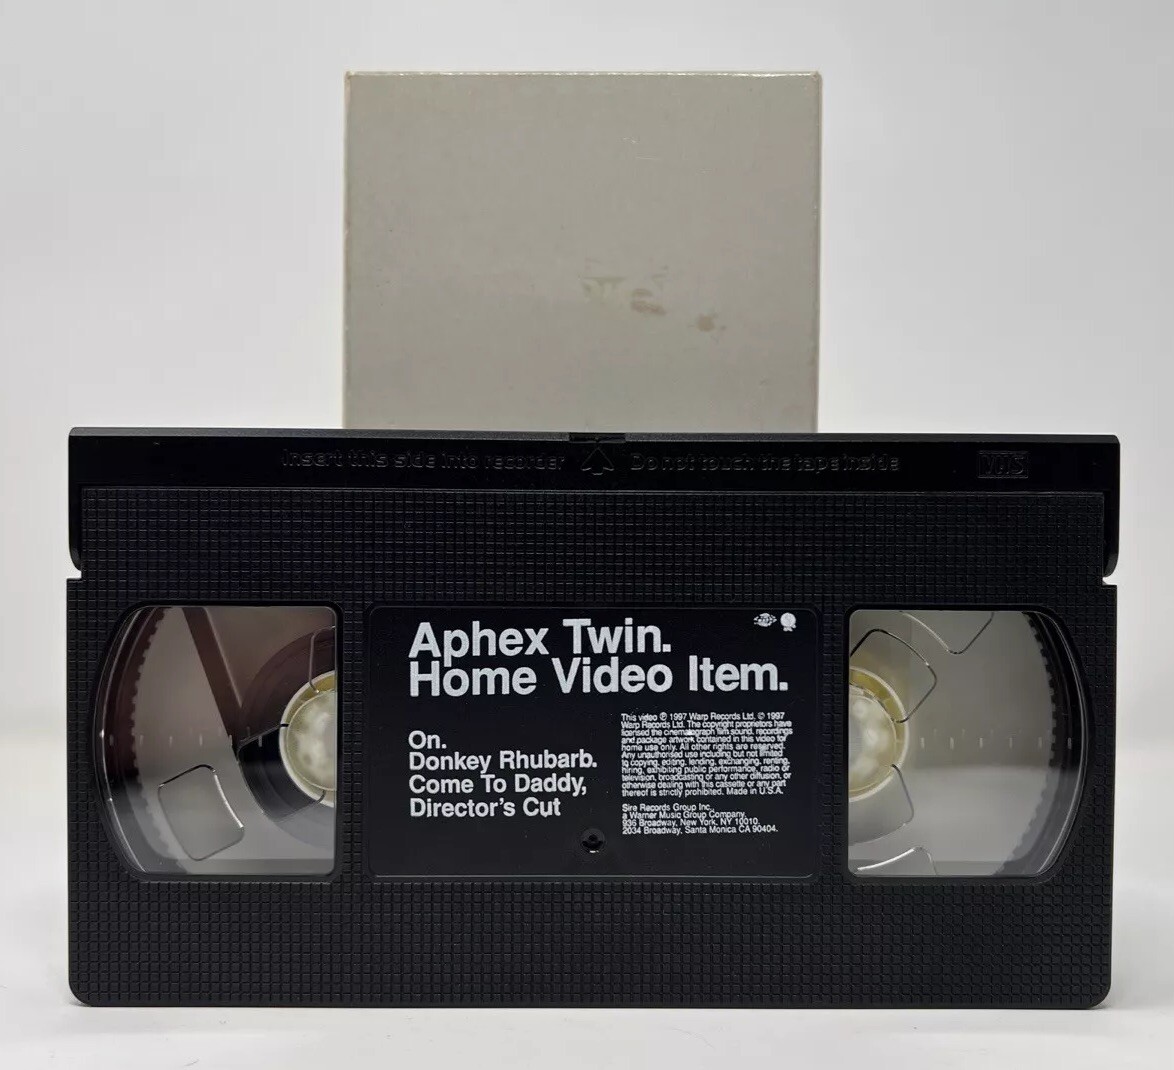 Insert this side into recorder Do not touch the tape inside VHS
Aphex Twin.
Home Video Item.
On.
Donkey Rhubarb.
Come To Daddy,
Director's Cut
This video ℗ 1997 Warp Records Ltd. © 1997
Warp Records Ltd. The copyright proprietors have
licensed the cinematograph film sound, recordings
and package artwork contained in this video for
home use only. All other rights are reserved.
Any unauthorised use including but not limited
to copying, editing, lending, exchanging, renting,
hiring, exhibiting public performance, radio or
television, broadcasting or any other diffusion, or
otherwise dealing with this cassette or any part
thereof is strictly prohibited. Made in U.S.A.
Sire Records Group Inc.,
a Warner Music Group Company,
936 Broadway, New York, NY 10010.
2034 Broadway, Santa Monica CA 90404.